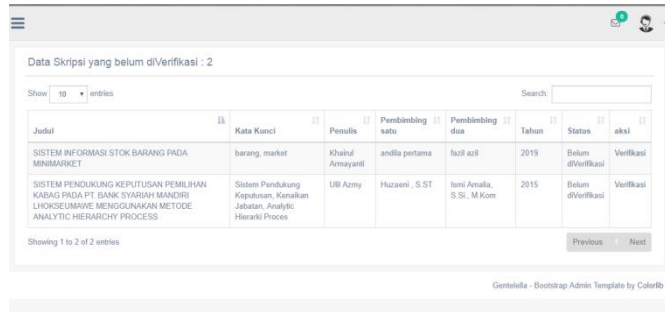 0
Data Skripsi yang belum diVerifikasi : 2
Show 10 entries
Search:
Judul
Kata Kunci
Penulis
Pembimbing satu
Pembimbing dua
Tahun
Status
aksi
SISTEM INFORMASI STOK BARANG PADA
MINIMARKET
barang, market
Khairul
Armayanti
andila pertama
fazil azil
2019
Belum
diVerifikasi
Verifikasi
SISTEM PENDUKUNG KEPUTUSAN PEMILIHAN
KABAG PADA PT. BANK SYARIAH MANDIRI
LHOKSEUMAWE MENGGUNAKAN METODE
ANALYTIC HIERARCHY PROCESS
Sistem Pendukung
Keputusan, Kenaikan
Jabatan, Analytic
Hierarki Proces
Ulil Azmy
Huzaeni , S.ST
Ismi Amalia,
S.Si , M.Kom
2015
Belum
diVerifikasi
Verifikasi
Showing 1 to 2 of 2 entries
Previous 1 Next
Gentelella - Bootstrap Admin Template by Colorlib